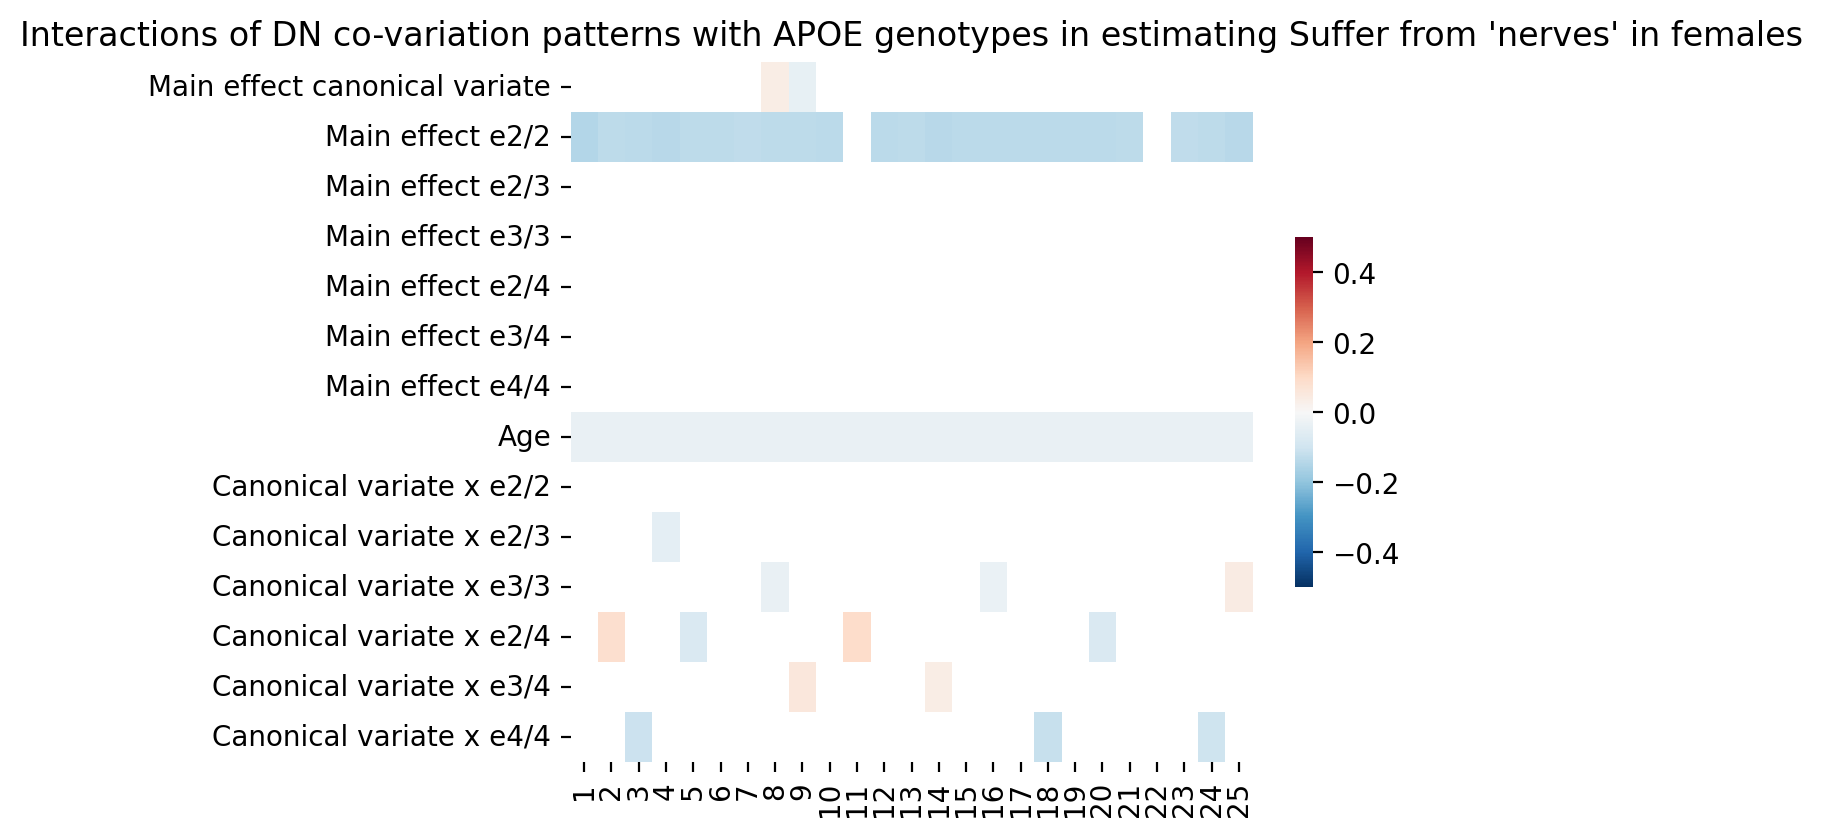 Interactions of DN co-variation patterns with APOE genotypes in estimating Suffer from 'nerves' in females
Main effect canonical variate
Main effect e2/2
Main effect e2/3
Main effect e3/3
Main effect e2/4
Main effect e3/4
Main effect e4/4
Age
Canonical variate x e2/2
Canonical variate x e2/3
Canonical variate x e3/3
Canonical variate x e2/4
Canonical variate x e3/4
Canonical variate x e4/4
1
2
3
4
5
6
7
8
9
10
11
12
13
14
15
16
17
18
19
20
21
22
23
24
25
0.4
0.2
0.0
−0.2
−0.4